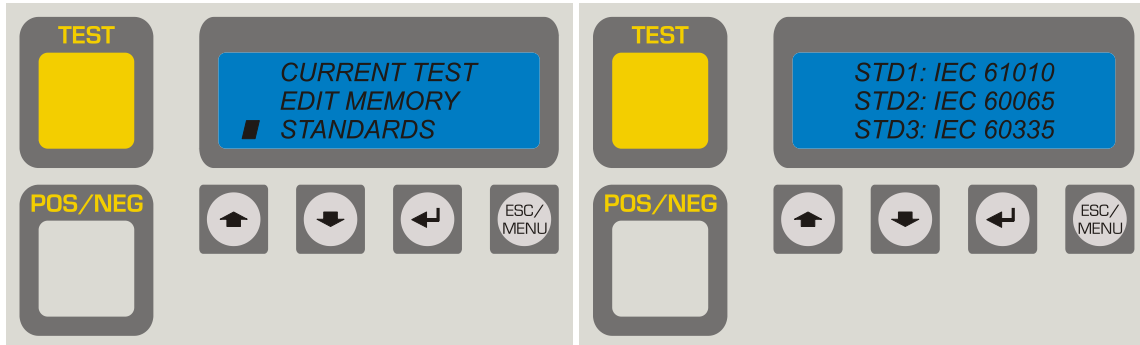 TEST
CURRENT TEST
EDIT MEMORY
STANDARDS
POS/NEG
ESC/
MENU
TEST
STD1: IEC 61010
STD2: IEC 60065
STD3: IEC 60335
POS/NEG
ESC/
MENU